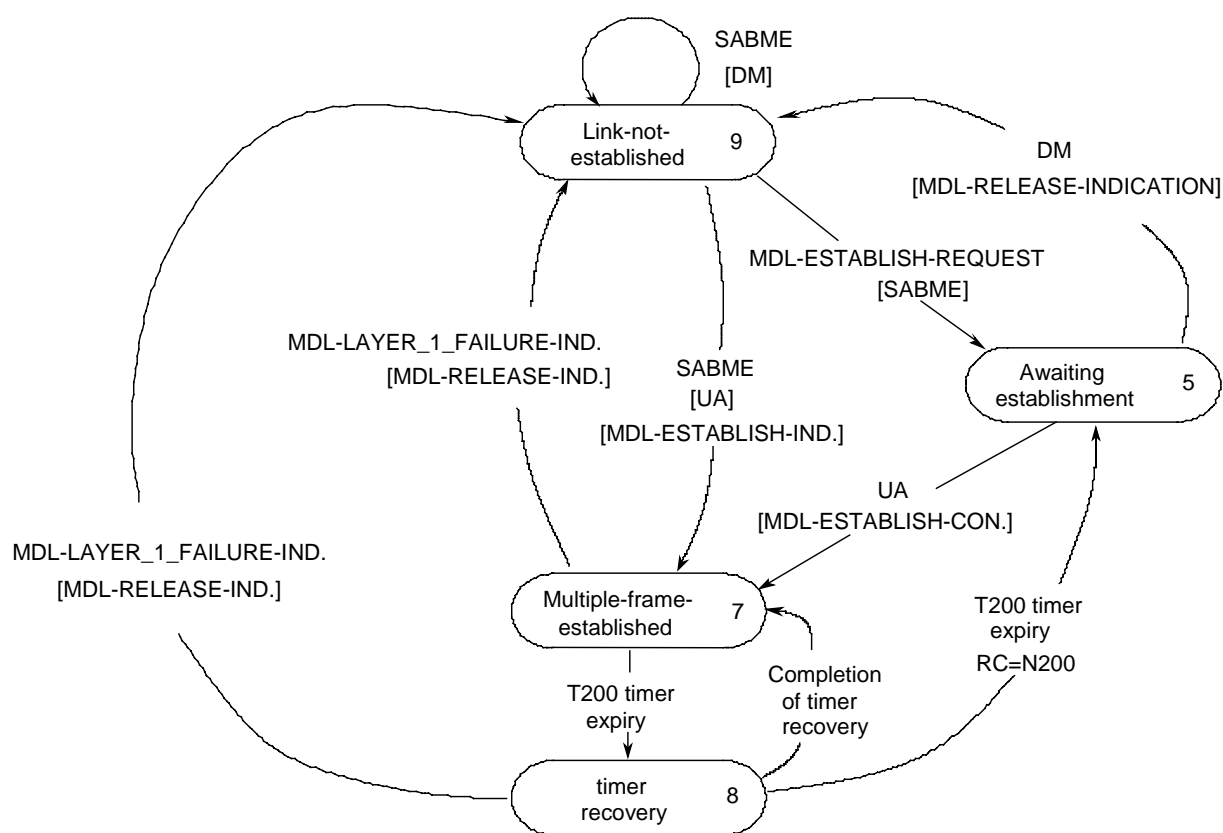 SABME
[DM]
Link-not-
established
9
DM
[MDL-RELEASE-INDICATION]
MDL-ESTABLISH-REQUEST
[SABME]
MDL-LAYER_1_FAILURE-IND.
[MDL-RELEASE-IND.]
SABME
[UA]
[MDL-ESTABLISH-IND.]
Awaiting
establishment
5
UA
[MDL-ESTABLISH-CON.]
MDL-LAYER_1_FAILURE-IND.
[MDL-RELEASE-IND.]
Multiple-frame-
established
7
T200 timer
expiry
RC=N200
T200 timer
expiry
Completion
of timer
recovery
timer
recovery
8